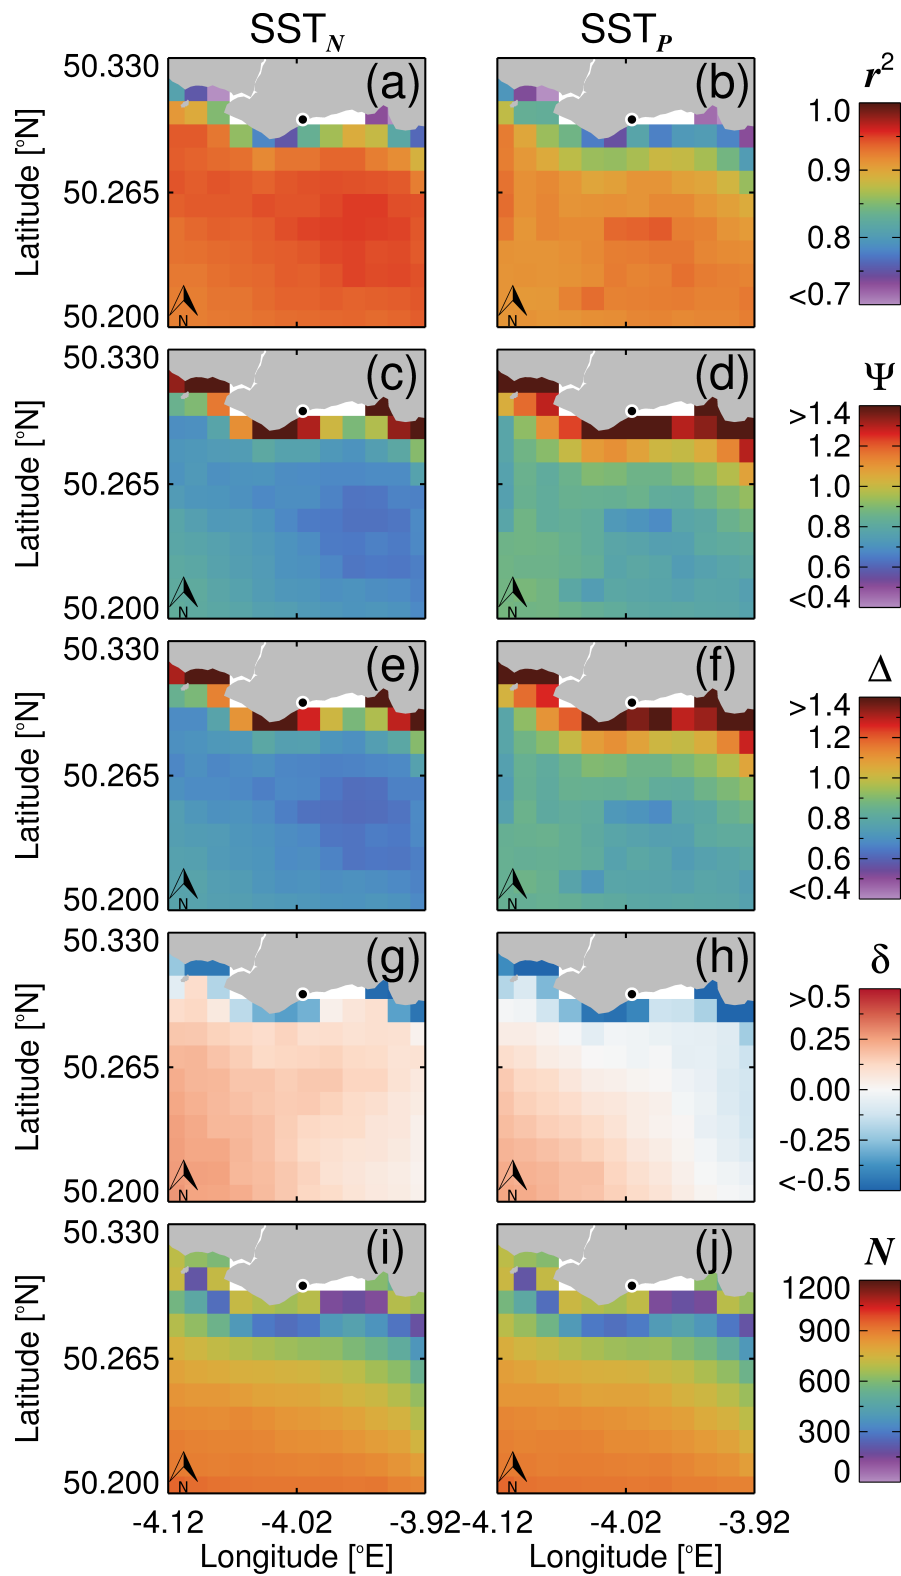 SST_N SST_P
(a) (b) r²
50.330
50.265
50.200
Latitude [°N]
N N
1.0
0.9
0.8
<0.7
(c) (d) Ψ
50.330
50.265
50.200
Latitude [°N]
N N
>1.4
1.2
1.0
0.8
0.6
<0.4
(e) (f) Δ
50.330
50.265
50.200
Latitude [°N]
N N
>1.4
1.2
1.0
0.8
0.6
<0.4
(g) (h) δ
50.330
50.265
50.200
Latitude [°N]
N N
>0.5
0.25
0.00
-0.25
<-0.5
(i) (j) N
50.330
50.265
50.200
Latitude [°N]
N N
1200
900
600
300
0
-4.12 -4.02 -3.92 -4.12 -4.02 -3.92
Longitude [°E] Longitude [°E]